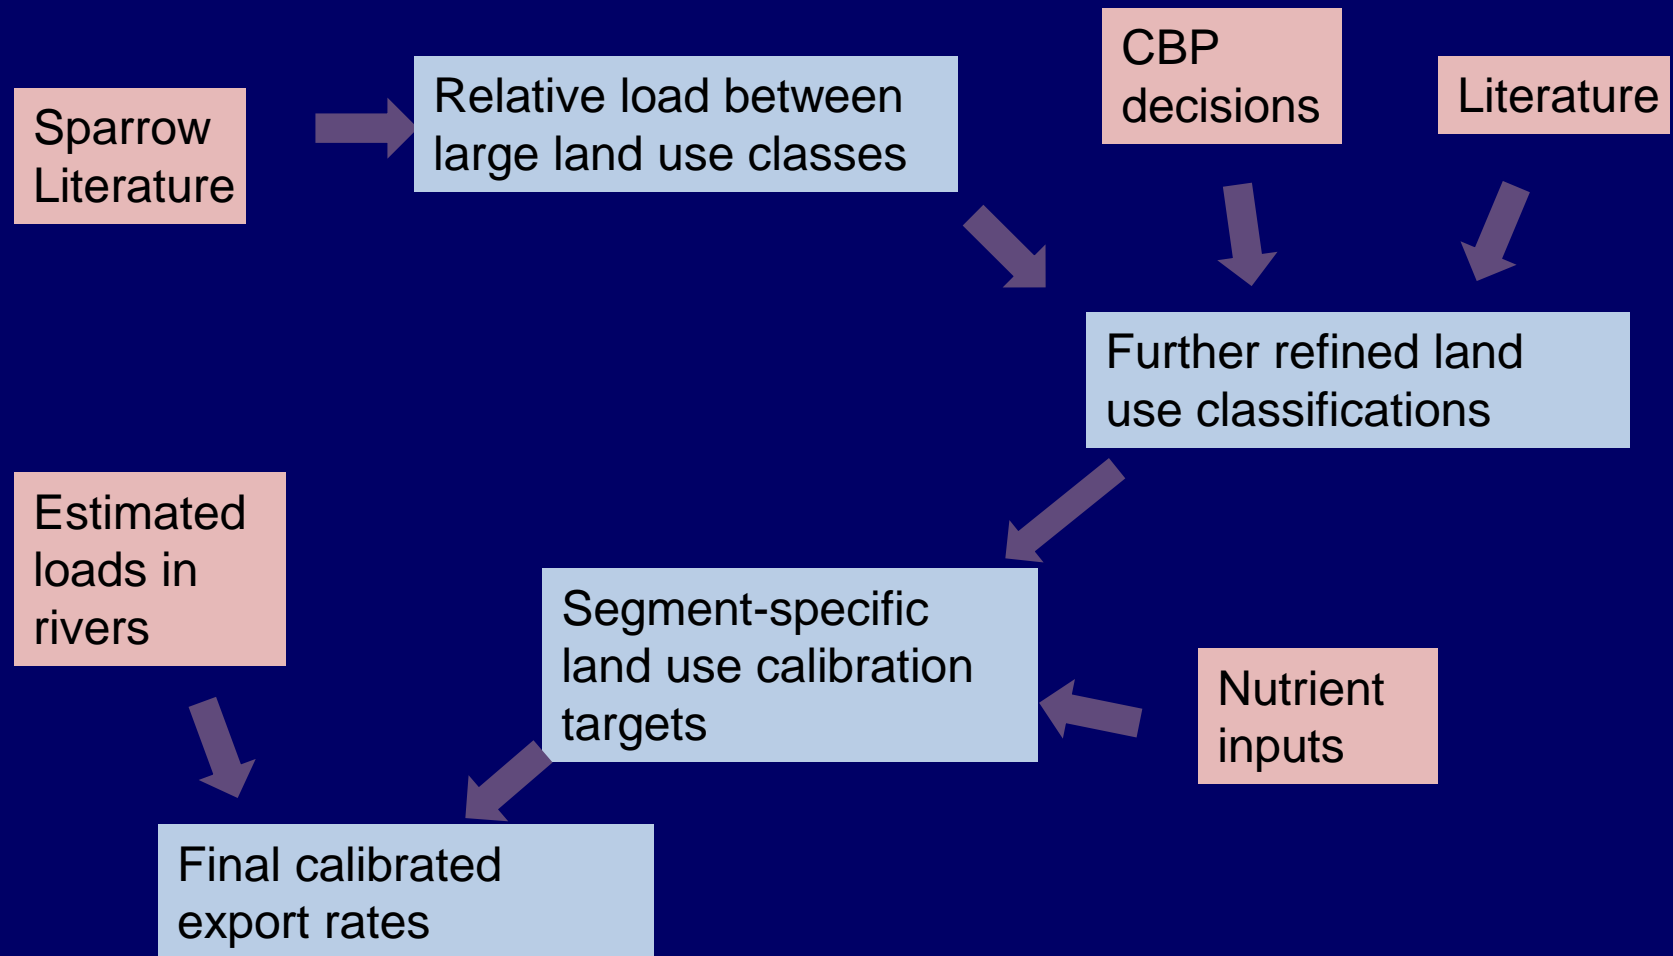 Sparrow
Literature
Relative load between
large land use classes
CBP
decisions
Literature
Further refined land
use classifications
Estimated
loads in
rivers
Segment-specific
land use calibration
targets
Nutrient
inputs
Final calibrated
export rates